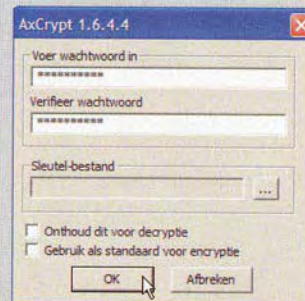 AxCrypt 1.6.4.4
Voer wachtwoord in
**********
Verifieer wachtwoord
**********
Sleutel-bestand
...
Onthoud dit voor decryptie
Gebruik als standaard voor encryptie
OK
Afbreken